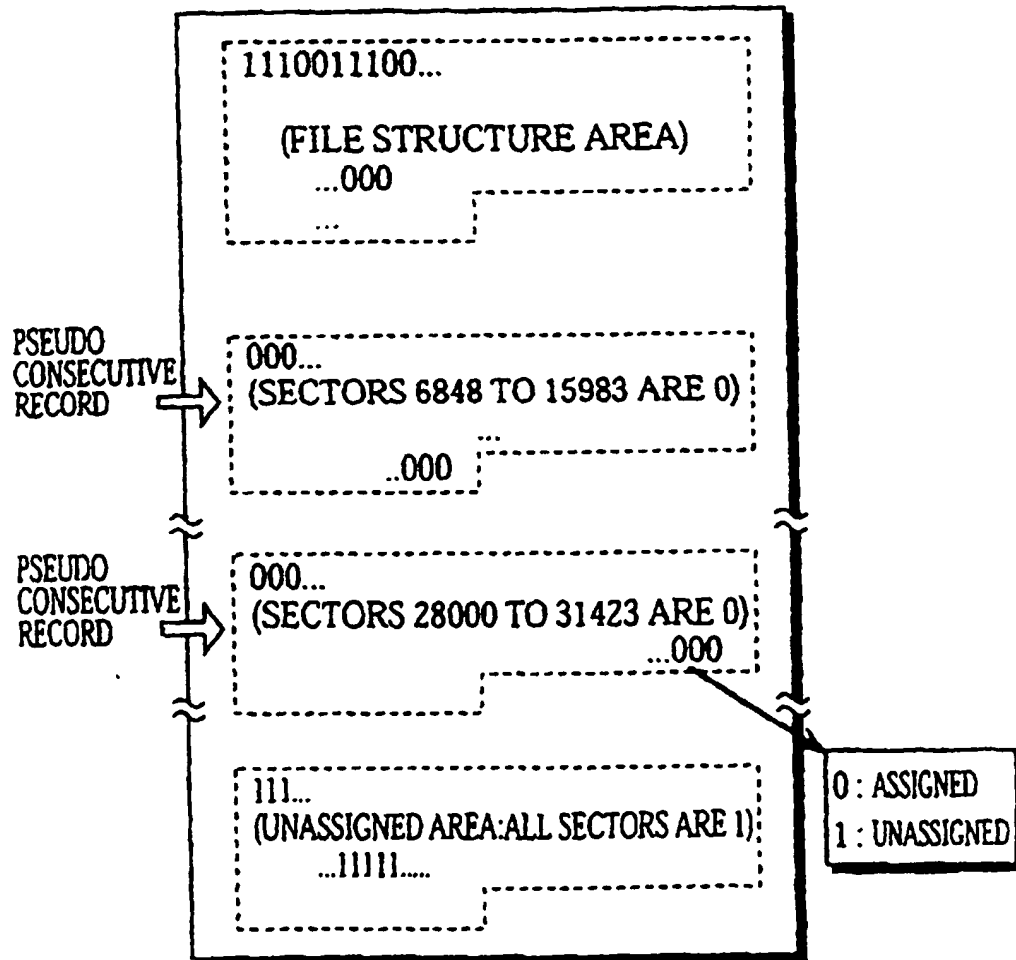 1110011100...
(FILE STRUCTURE AREA)
...000
...
PSEUDO
CONSECUTIVE
RECORD
000...
(SECTORS 6848 TO 15983 ARE 0)
...
..000
PSEUDO
CONSECUTIVE
RECORD
000...
(SECTORS 28000 TO 31423 ARE 0)
...000
0 : ASSIGNED
1 : UNASSIGNED
111...
(UNASSIGNED AREA:ALL SECTORS ARE 1)
...11111.....